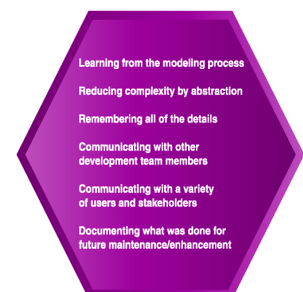 Learning from the modeling process
Reducing complexity by abstraction
Remembering all of the details
Communicating with other
development team members
Communicating with a variety
of users and stakeholders
Documenting what was done for
future maintenance/enhancement